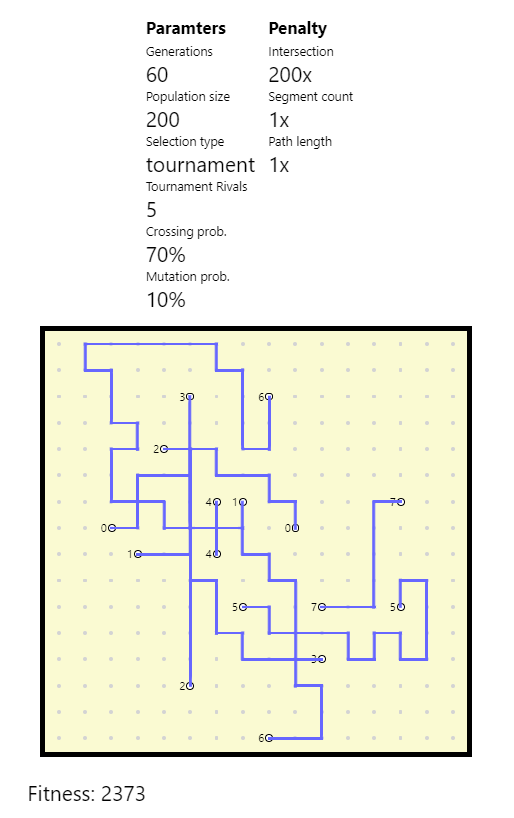 Paramters Penalty
Generations Intersection
60 200x
Population size Segment count
200 1x
Selection type Path length
tournament 1x
Tournament Rivals
5
Crossing prob.
70%
Mutation prob.
10%
3 6
2
4 1 7
0 0
1 4
5 7 5
3
2
6
Fitness: 2373